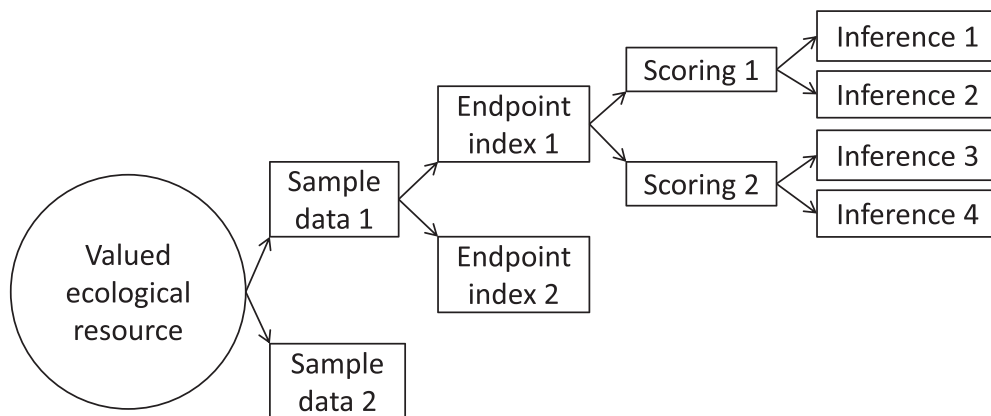 Valued
ecological
resource
Sample
data 1
Sample
data 2
Endpoint
index 1
Endpoint
index 2
Scoring 1
Scoring 2
Inference 1
Inference 2
Inference 3
Inference 4